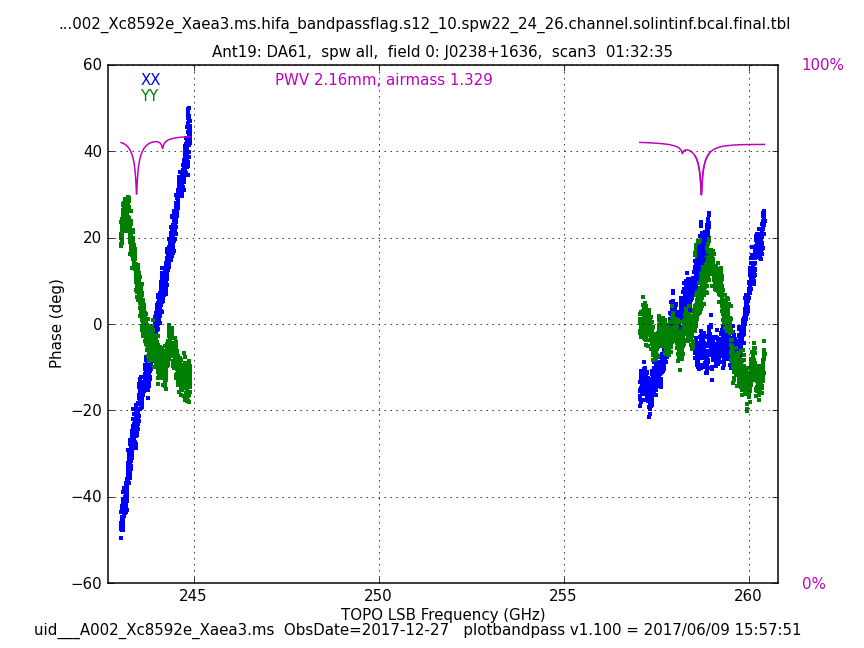 ...002_Xc8592e_Xaea3.ms.hifa_bandpassflag.s12_10.spw22_24_26.channel.solintinf.bcal.final.tbl
Ant19: DA61, spw all, field 0: J0238+1636, scan3 01:32:35
60
100%
XX
PWV 2.16mm, airmass 1.329
YY
40
20
Phase (deg)
0
−20
−40
−60
0%
245
250
255
260
TOPO LSB Frequency (GHz)
uid___A002_Xc8592e_Xaea3.ms ObsDate=2017-12-27 plotbandpass v1.100 = 2017/06/09 15:57:51